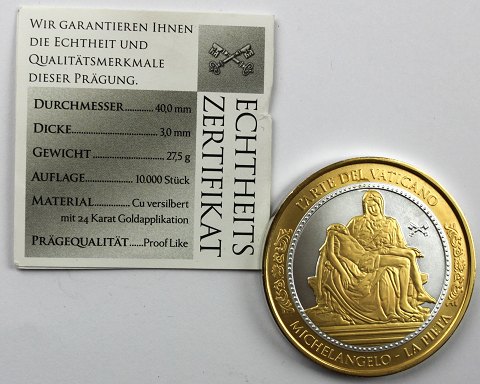 WIR GARANTIEREN IHNEN
DIE ECHTHEIT UND
QUALITÄTSMERKMALE
DIESER PRÄGUNG.
DURCHMESSER............40,0 mm
DICKE............................3,0 mm
GEWICHT.......................27,5 g
AUFLAGE............10.000 Stück
MATERIAL............Cu versilbert
mit 24 Karat Goldapplikation
PRÄGEQUALITÄT.....Proof Like
ECHTHEITS
ZERTIFIKAT
L'ARTE DEL VATICANO
MICHELANGELO - LA PIETÀ